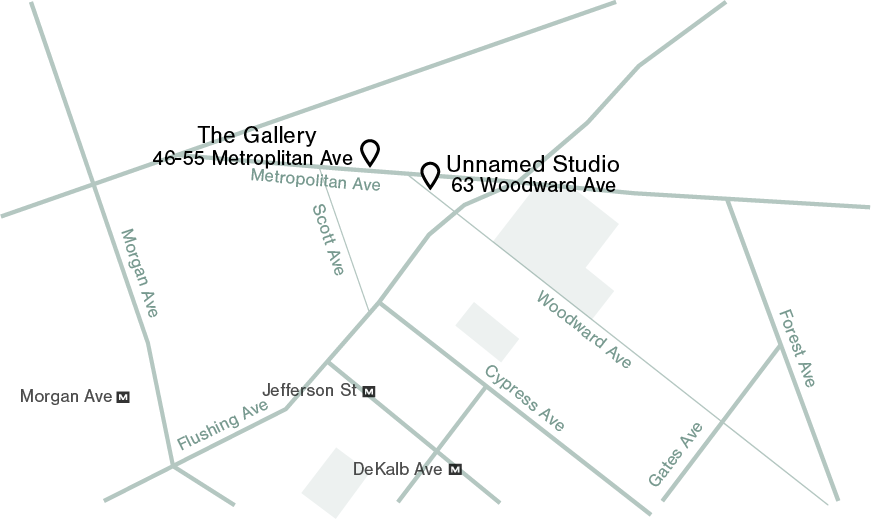 The Gallery
46-55 Metroplitan Ave
Unnamed Studio
63 Woodward Ave
Metropolitan Ave
Scott Ave
Morgan Ave
Woodward Ave
Forest Ave
Cypress Ave
Jefferson St M
Morgan Ave M
Flushing Ave
Gates Ave
DeKalb Ave M